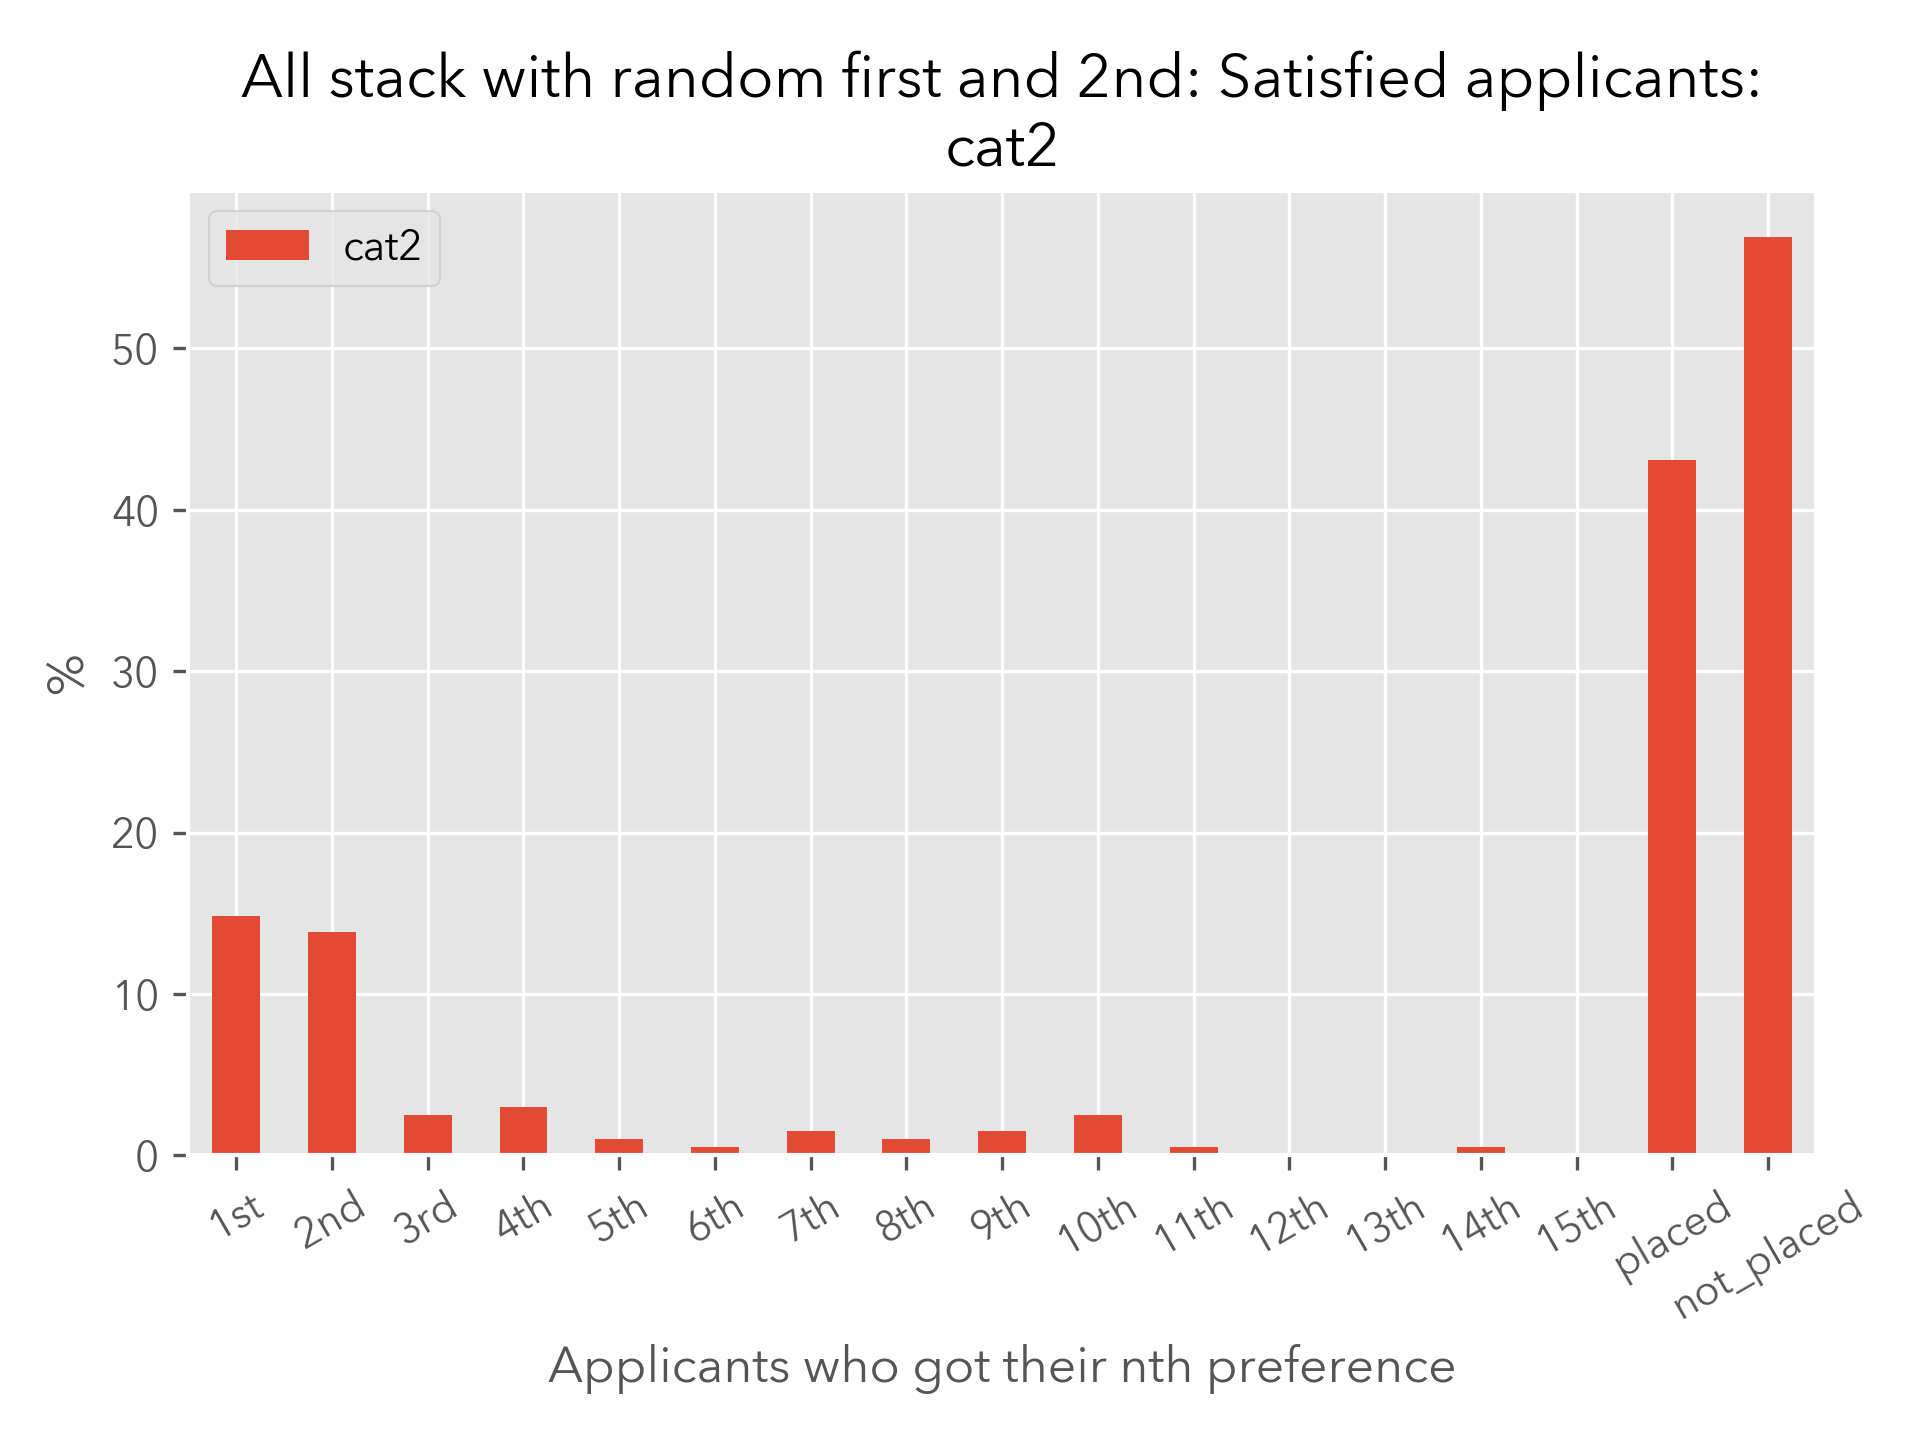 All stack with random first and 2nd: Satisfied applicants:
cat2
cat2
50
40
30
20
10
0
%
1st
2nd
3rd
4th
5th
6th
7th
8th
9th
10th
11th
12th
13th
14th
15th
placed
not_placed
Applicants who got their nth preference